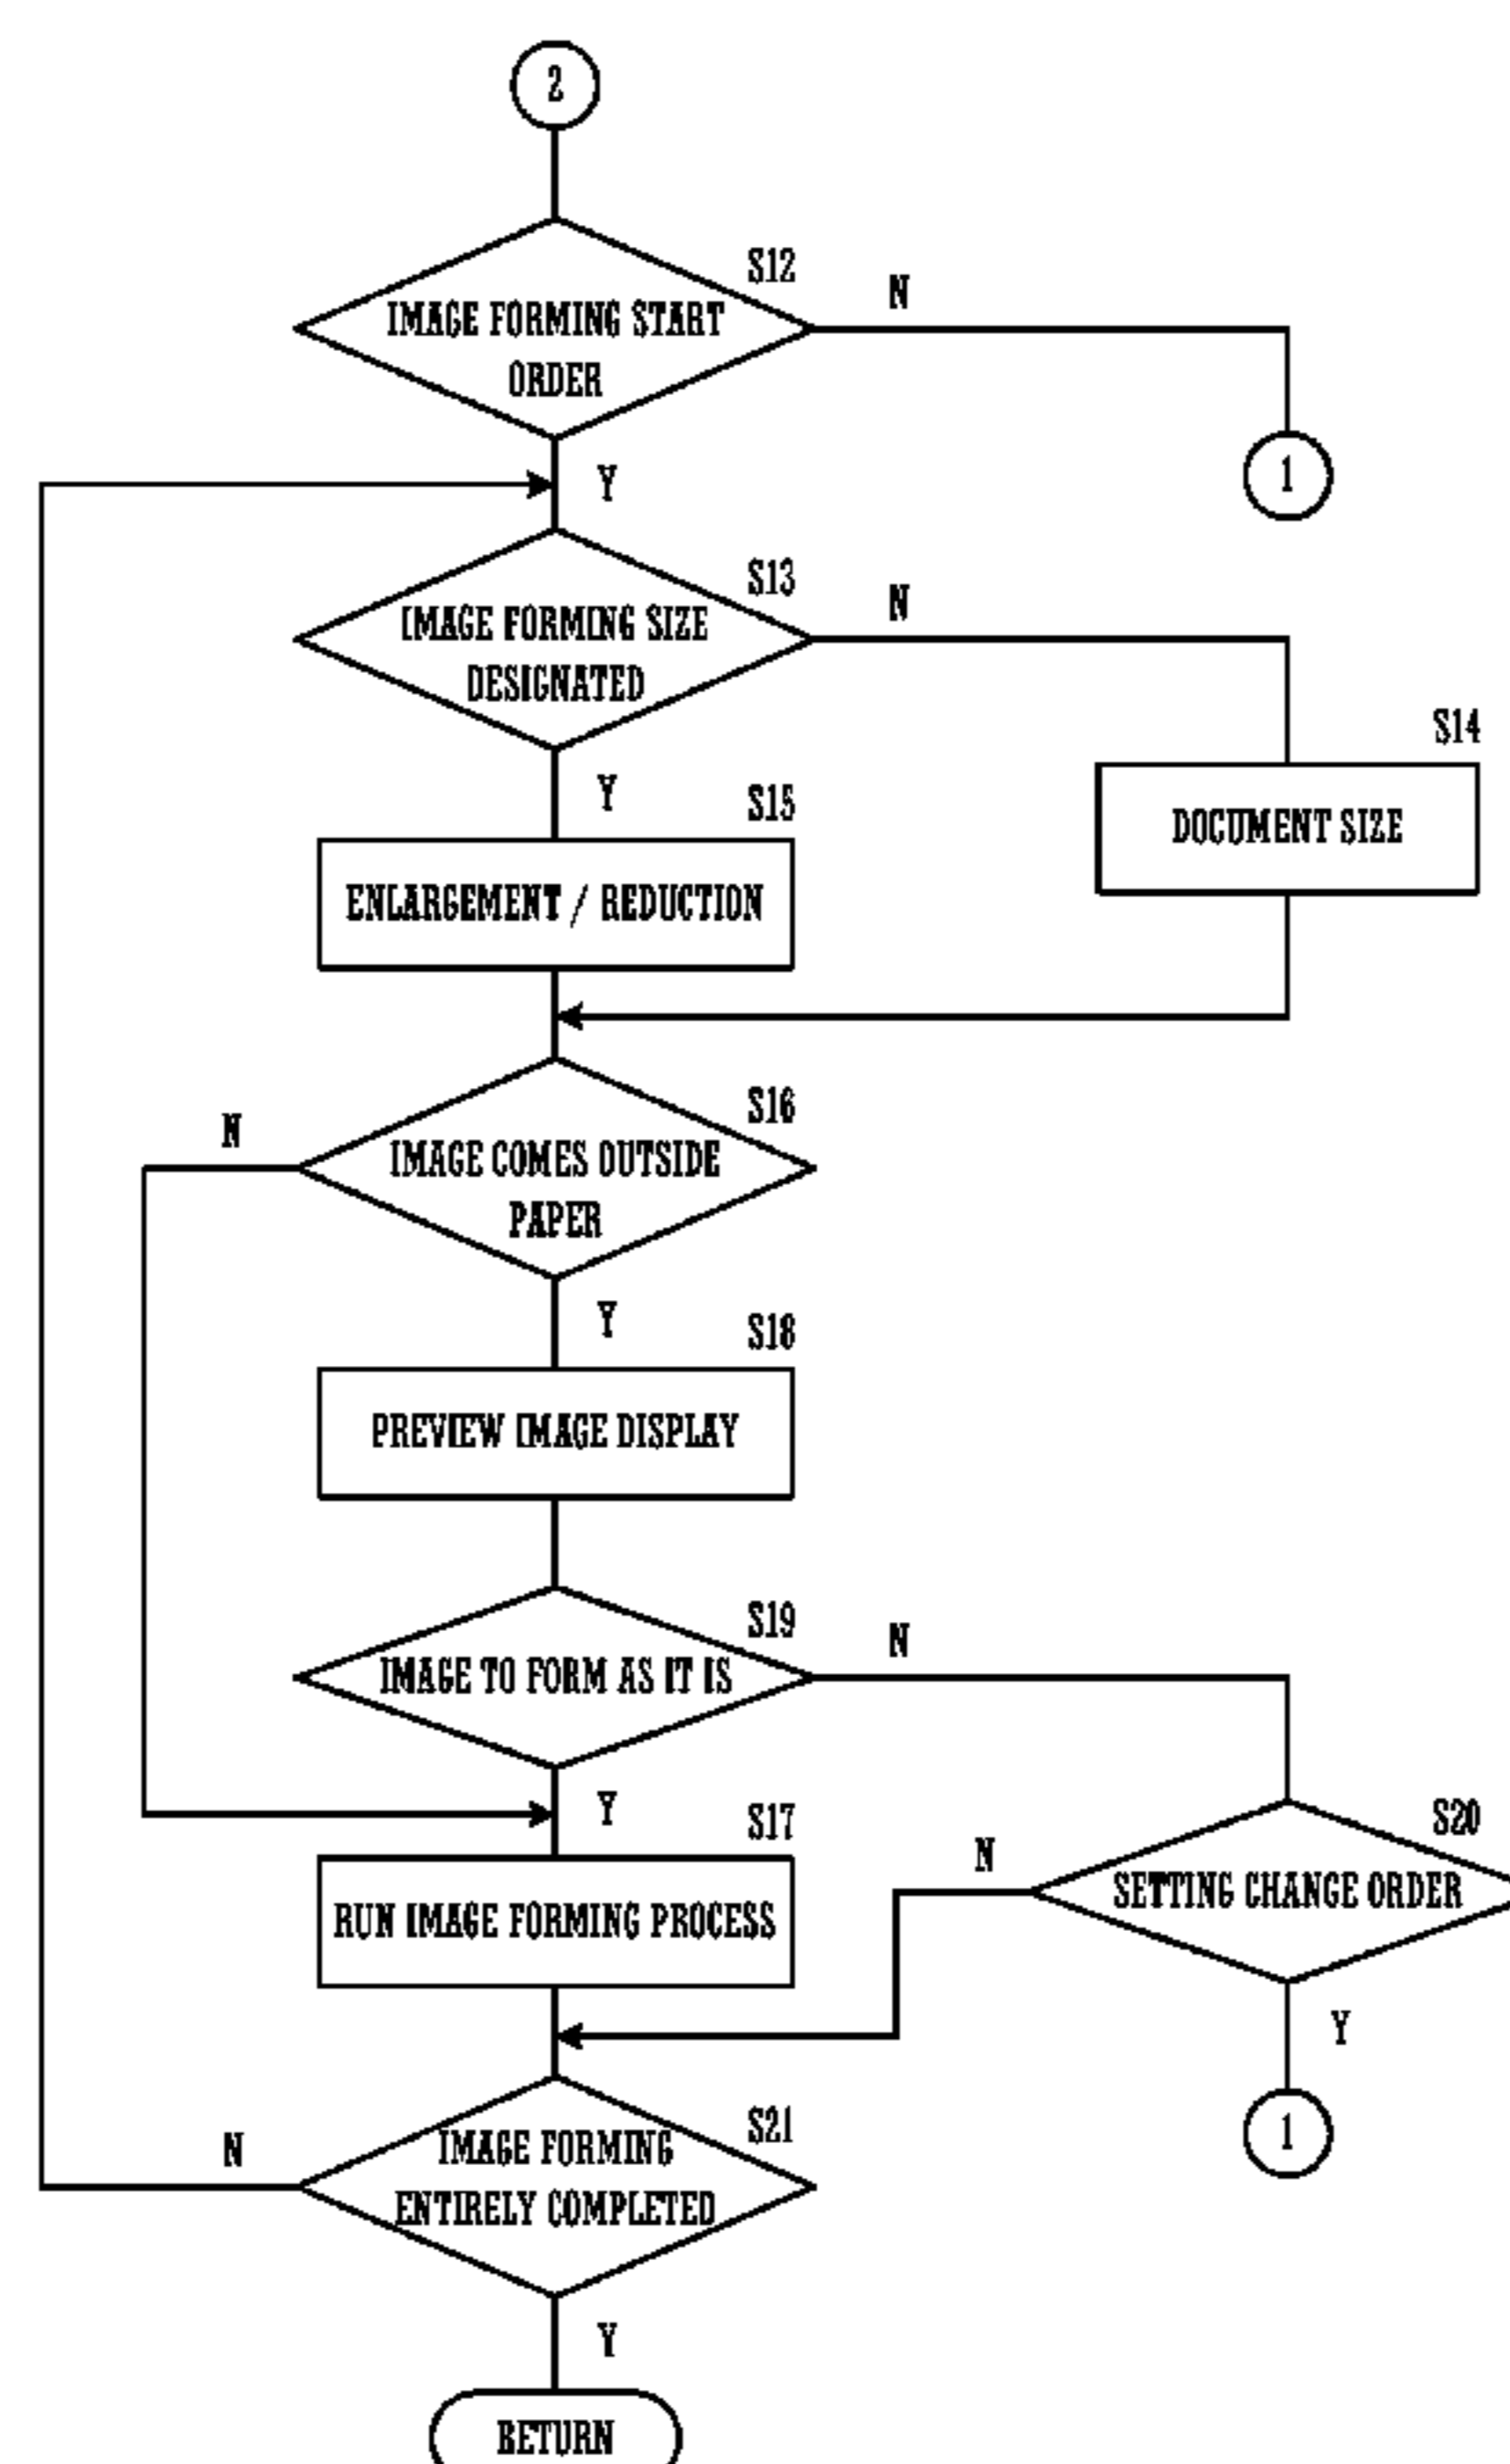 2
S12
N
IMAGE FORMING START
ORDER
1
Y
S13
N
IMAGE FORMING SIZE
DESIGNATED
S14
DOCUMENT SIZE
Y
S15
ENLARGEMENT / REDUCTION
S16
N
IMAGE COMES OUTSIDE
PAPER
Y
S18
PREVIEW IMAGE DISPLAY
S19
N
IMAGE TO FORM AS IT IS
Y
S17
S20
N
SETTING CHANGE ORDER
RUN IMAGE FORMING PROCESS
Y
1
S21
N
IMAGE FORMING
ENTIRELY COMPLETED
Y
RETURN